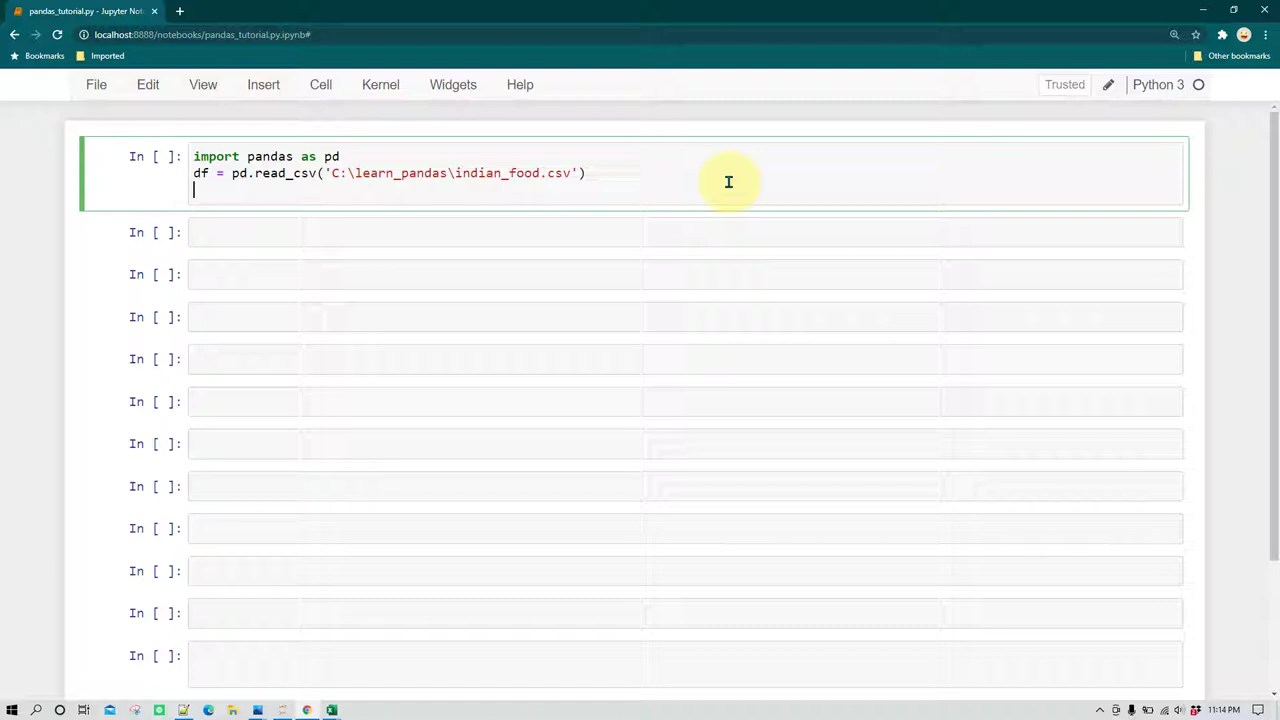 pandas_tutorial.py - Jupyter Not
localhost:8888/notebooks/pandas_tutorial.py.ipynb#
Bookmarks Imported Other bookmarks
File Edit View Insert Cell Kernel Widgets Help Trusted Python 3
In [ ]: import pandas as pd
df = pd.read_csv('C:\learn_pandas\indian_food.csv')
In [ ]:
In [ ]:
In [ ]:
In [ ]:
In [ ]:
In [ ]:
In [ ]:
In [ ]:
In [ ]:
In [ ]:
In [ ]:
11:14 PM